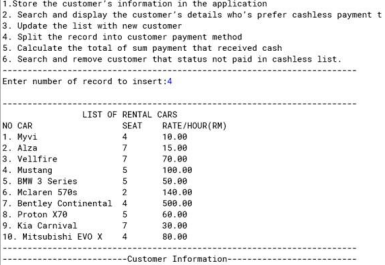 1.Store the customer's information in the application
2. Search and display the customer's details who's prefer cashless payment t
3. Update the list with new customer
4. Split the record into customer payment method
5. Calculate the total of sum payment that received cash
6. Search and remove customer that status not paid in cashless list.
--------------------------------------------------------------------
Enter number of record to insert:4
--------------------------------------------------------------------
LIST OF RENTAL CARS
NO CAR SEAT RATE/HOUR(RM)
1. Myvi 4 10.00
2. Alza 7 15.00
3. Vellfire 7 70.00
4. Mustang 5 100.00
5. BMW 3 Series 5 50.00
6. Mclaren 570s 2 140.00
7. Bentley Continental 4 500.00
8. Proton X70 5 60.00
9. Kia Carnival 7 30.00
10. Mitsubishi EVO X 4 80.00
--------------------------------------------------------------------
------------------------Customer Information------------------------